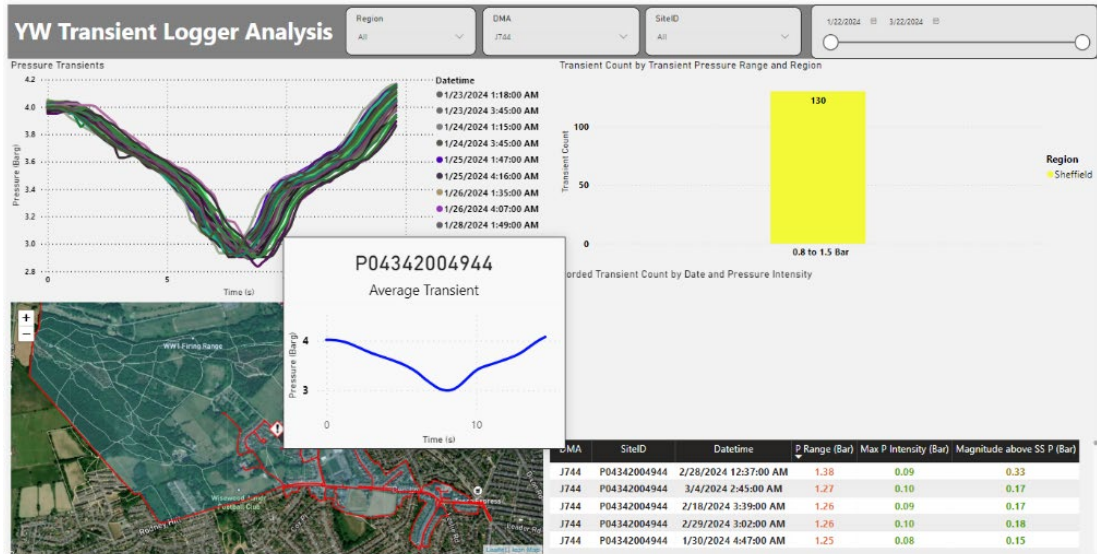 YW Transient Logger Analysis
Region
All
DMA
J744
SiteID
All
1/22/2024
3/22/2024
Pressure Transients
4.2
4.0
3.8
3.6
3.4
3.2
3.0
2.8
Pressure (Barg)
0
5
Time (s)
Datetime
1/23/2024 1:18:00 AM
1/23/2024 3:45:00 AM
1/24/2024 1:15:00 AM
1/24/2024 3:45:00 AM
1/25/2024 1:47:00 AM
1/25/2024 4:16:00 AM
1/26/2024 1:35:00 AM
1/26/2024 4:07:00 AM
1/28/2024 1:49:00 AM
Transient Count by Transient Pressure Range and Region
130
100
50
0
Transient Count
0.8 to 1.5 Bar
Region
Sheffield
orded Transient Count by Date and Pressure Intensity
P04342004944
Average Transient
Pressure (Barg)
4
3
0
10
Time (s)
+
−
WW1 Firing Range
Wisewood Junior
Football Club
Rodney Hill
Loader Rd
DMA SiteID Datetime P Range (Bar) Max P Intensity (Bar) Magnitude above SS P (Bar)
J744 P04342004944 2/28/2024 12:37:00 AM 1.38 0.09 0.33
J744 P04342004944 3/4/2024 2:45:00 AM 1.27 0.10 0.17
J744 P04342004944 2/18/2024 3:39:00 AM 1.26 0.09 0.17
J744 P04342004944 2/29/2024 3:02:00 AM 1.26 0.10 0.18
J744 P04342004944 1/30/2024 4:47:00 AM 1.25 0.08 0.15